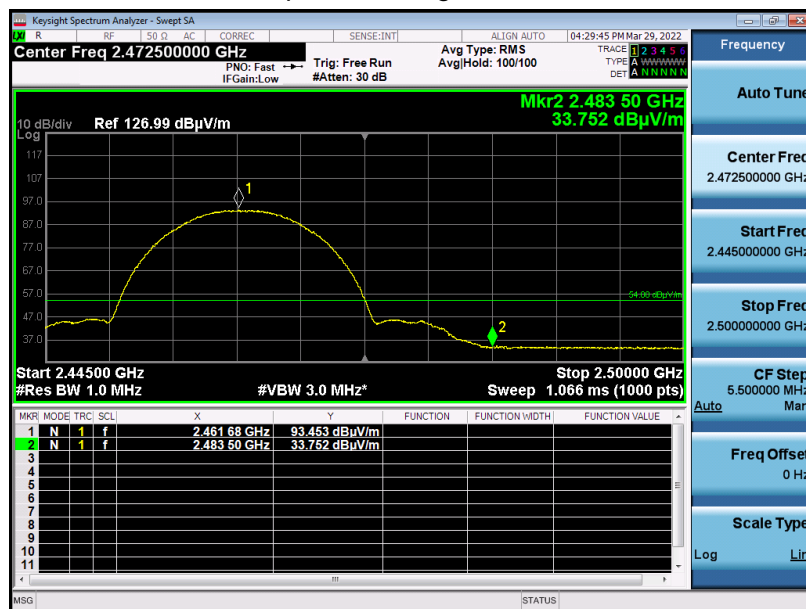 Keysight Spectrum Analyzer - Swept SA
LXI R RF 50 Ω AC CORREC SENSE:INT ALIGN AUTO 04:29:45 PM Mar 29, 2022
Center Freq 2.472500000 GHz
PNO: Fast
IFGain:Low
Trig: Free Run
#Atten: 30 dB
Avg Type: RMS
Avg|Hold: 100/100
TRACE 1 2 3 4 5 6
TYPE A WWWWW
DET A N N N N N
Mkr2 2.483 50 GHz
33.752 dBµV/m
10 dB/div Ref 126.99 dBµV/m
Log
117
107
97.0
87.0
77.0
67.0
57.0
47.0
37.0
1
2
54.00 dBµV/m
Start 2.44500 GHz Stop 2.50000 GHz
#Res BW 1.0 MHz #VBW 3.0 MHz* Sweep 1.066 ms (1000 pts)
MKR MODE TRC SCL X Y FUNCTION FUNCTION WIDTH FUNCTION VALUE
1 N 1 f 2.461 68 GHz 93.453 dBµV/m
2 N 1 f 2.483 50 GHz 33.752 dBµV/m
3
4
5
6
7
8
9
10
11
MSG STATUS
Frequency
Auto Tune
Center Freq
2.472500000 GHz
Start Freq
2.445000000 GHz
Stop Freq
2.500000000 GHz
CF Step
5.500000 MHz
Auto Man
Freq Offset
0 Hz
Scale Type
Log Lin